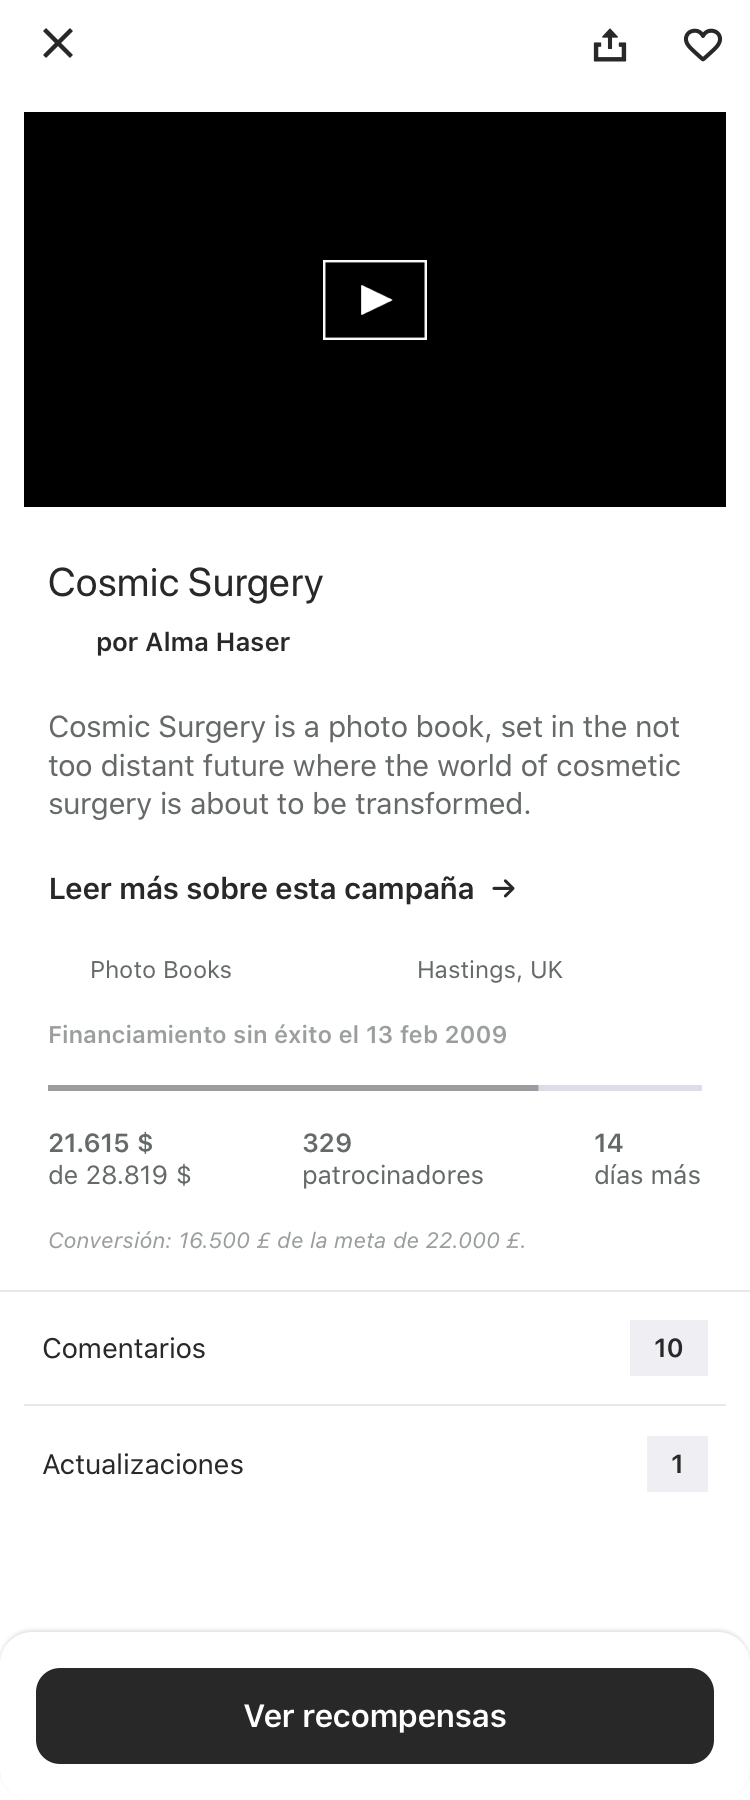 Cosmic Surgery
por Alma Haser
Cosmic Surgery is a photo book, set in the not
too distant future where the world of cosmetic
surgery is about to be transformed.
Leer más sobre esta campaña →
Photo Books
Hastings, UK
Financiamiento sin éxito el 13 feb 2009
21.615 $
de 28.819 $
329
patrocinadores
14
días más
Conversión: 16.500 £ de la meta de 22.000 £.
Comentarios
10
Actualizaciones
1
Ver recompensas